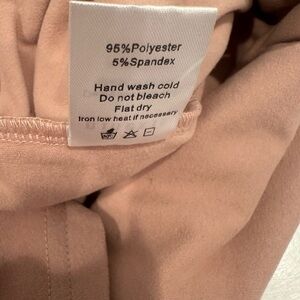 95%Polyester
5%Spandex
Hand wash cold
Do not bleach
Flat dry
Iron low heat if necessary